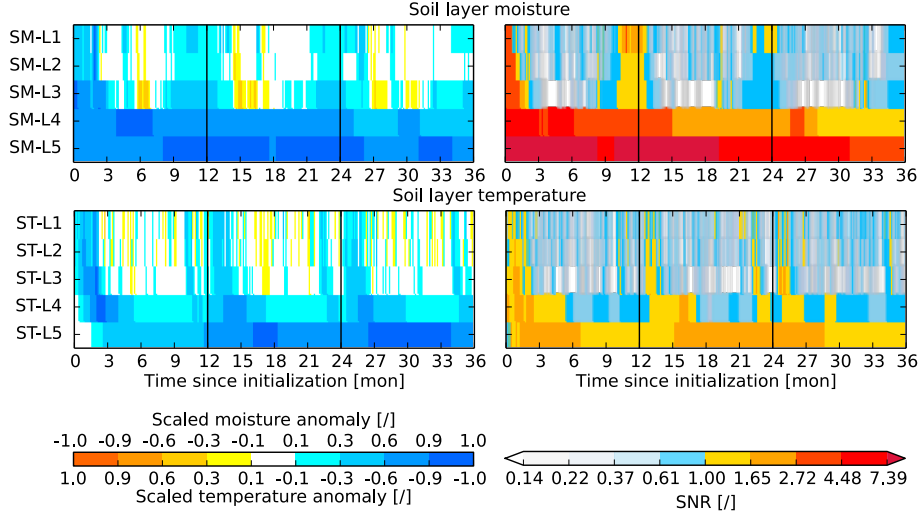 Soil layer moisture
SM-L1
SM-L2
SM-L3
SM-L4
SM-L5
0 3 6 9 12 15 18 21 24 27 30 33 36 0 3 6 9 12 15 18 21 24 27 30 33 36
Soil layer temperature
ST-L1
ST-L2
ST-L3
ST-L4
ST-L5
0 3 6 9 12 15 18 21 24 27 30 33 36 0 3 6 9 12 15 18 21 24 27 30 33 36
Time since initialization [mon] Time since initialization [mon]
Scaled moisture anomaly [/]
-1.0 -0.9 -0.6 -0.3 -0.1 0.1 0.3 0.6 0.9 1.0
1.0 0.9 0.6 0.3 0.1 -0.1 -0.3 -0.6 -0.9 -1.0
Scaled temperature anomaly [/]
0.14 0.22 0.37 0.61 1.00 1.65 2.72 4.48 7.39
SNR [/]